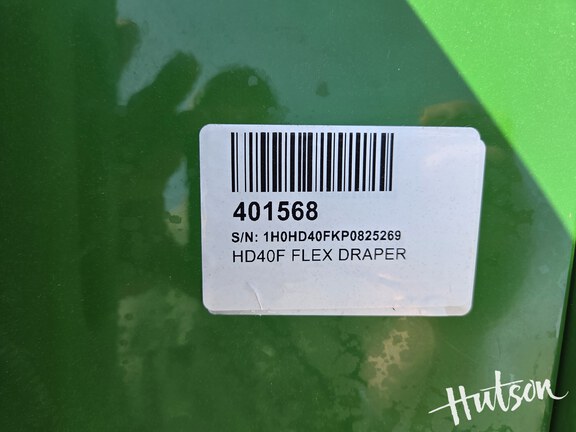 401568
S/N: 1H0HD40FKP0825269
HD40F FLEX DRAPER
Hutson